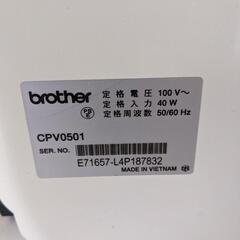 brother
定格電圧 100 V～
定格入力 40 W
定格周波数 50/60 Hz
CPV0501
SER. NO.
E71657-L4P187832
MADE IN VIETNAM